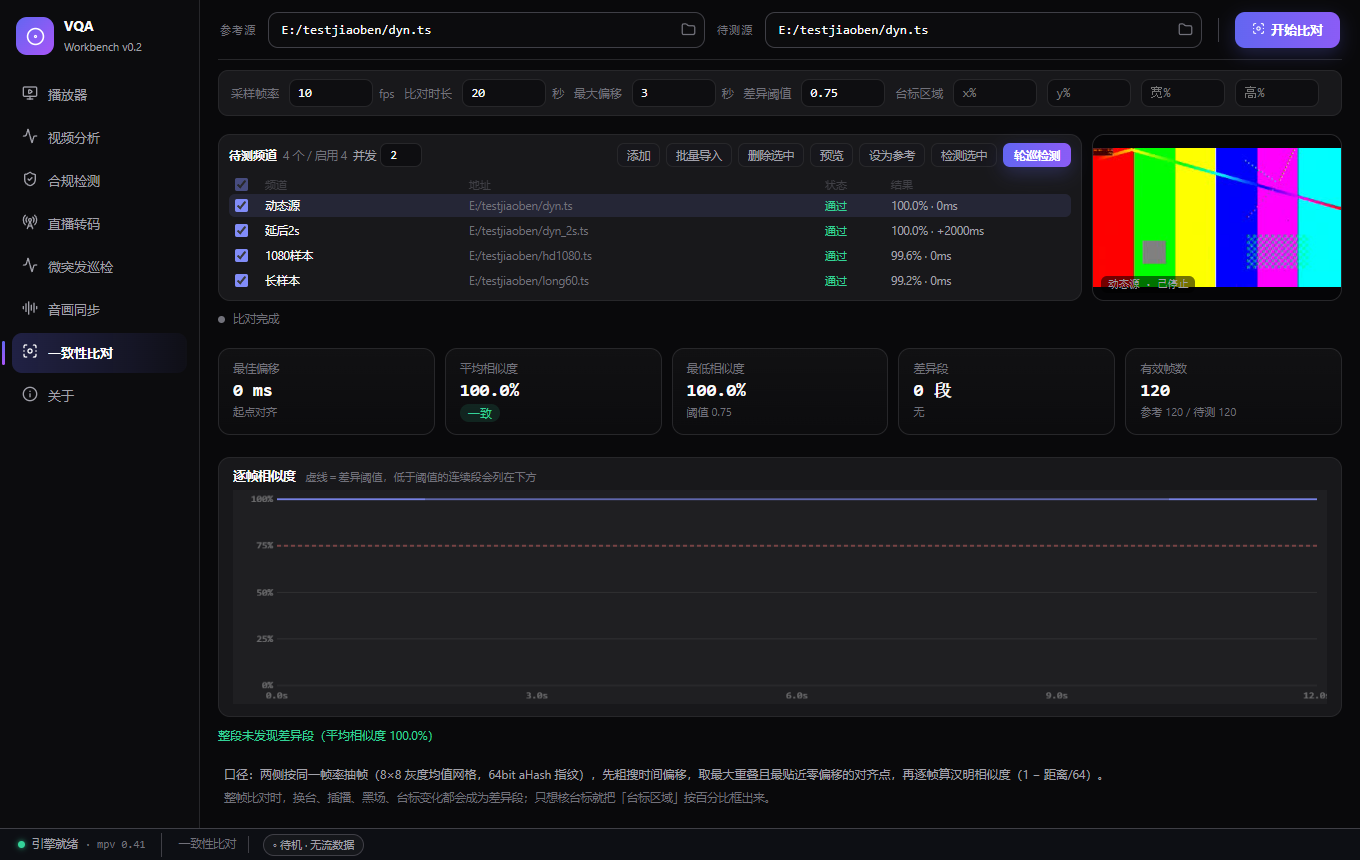 VQA
Workbench v0.2
播放器
视频分析
合规检测
直播转码
微突发巡检
音画同步
一致性比对
关于
参考源 E:/testjiaoben/dyn.ts 待测源 E:/testjiaoben/dyn.ts 开始比对
采样帧率 10 fps 比对时长 20 秒 最大偏移 3 秒 差异阈值 0.75 台标区域 x% y% 宽% 高%
待测频道 4 个 / 启用 4 并发 2 添加 批量导入 删除选中 预览 设为参考 检测选中 轮巡检测
频道 地址 状态 结果
动态源 E:/testjiaoben/dyn.ts 通过 100.0% · 0ms
延后2s E:/testjiaoben/dyn_2s.ts 通过 100.0% · +2000ms
1080样本 E:/testjiaoben/hd1080.ts 通过 99.6% · 0ms
长样本 E:/testjiaoben/long60.ts 通过 99.2% · 0ms
动态源 · 已停止
比对完成
最佳偏移
0 ms
起点对齐
平均相似度
100.0%
一致
最低相似度
100.0%
阈值 0.75
差异段
0 段
无
有效帧数
120
参考 120 / 待测 120
逐帧相似度 虚线 = 差异阈值，低于阈值的连续段会列在下方
100%
75%
50%
25%
0%
0.0s 3.0s 6.0s 9.0s 12.0s
整段未发现差异段（平均相似度 100.0%）
口径：两侧按同一帧率抽帧（8×8 灰度均值网格，64bit aHash 指纹），先粗搜时间偏移，取最大重叠且最贴近零偏移的对齐点，再逐帧算汉明相似度（1 − 距离/64）。
整帧比对时，换台、插播、黑场、台标变化都会成为差异段；只想核台标就把「台标区域」按百分比框出来。
引擎就绪 · mpv 0.41 一致性比对 ◦ 待机 · 无流数据